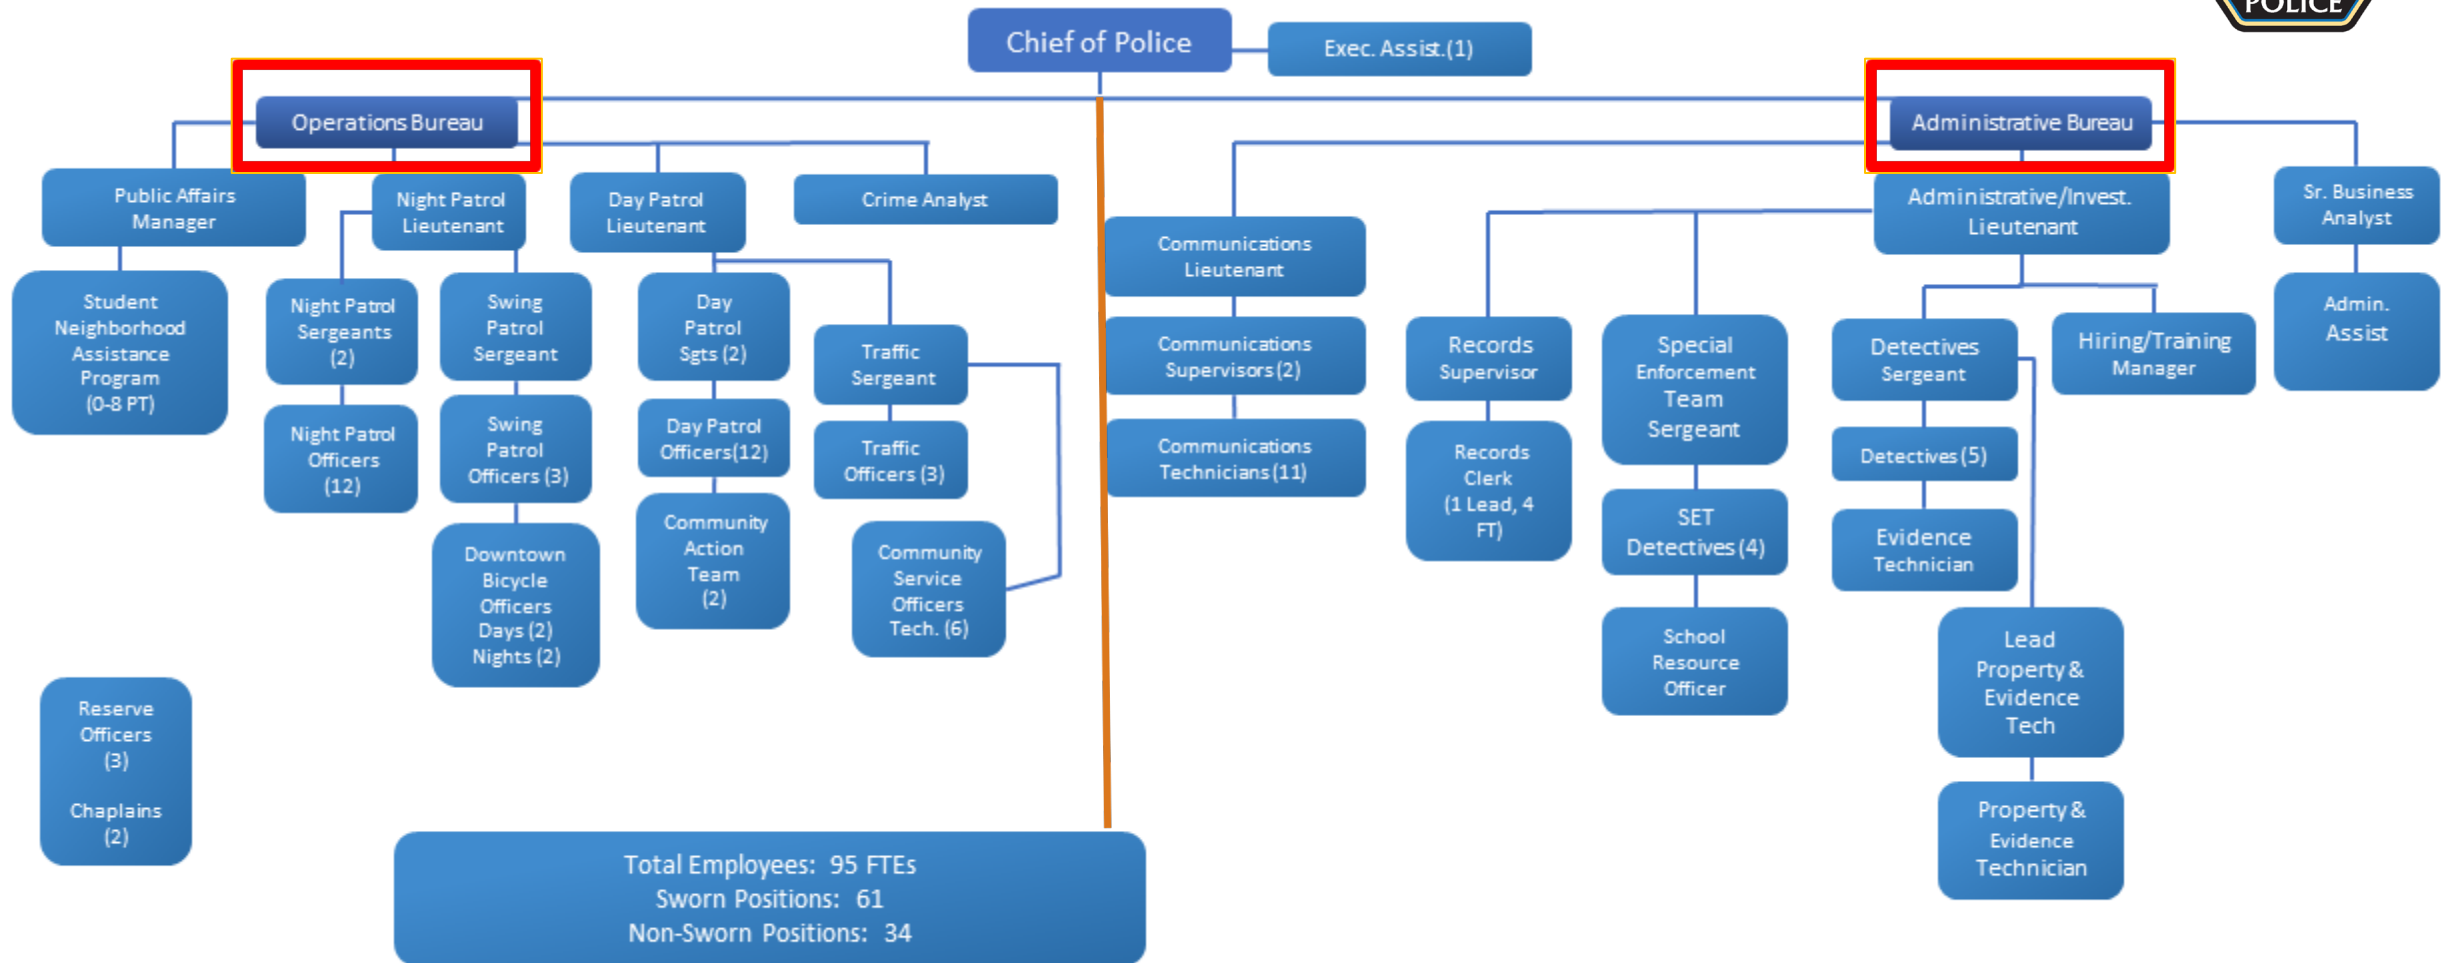 POLICE
Chief of Police
Exec. Assist.(1)
Operations Bureau
Administrative Bureau
Public Affairs
Manager
Night Patrol
Lieutenant
Day Patrol
Lieutenant
Crime Analyst
Student
Neighborhood
Assistance
Program
(0-8 PT)
Night Patrol
Sergeants
(2)
Night Patrol
Officers
(12)
Swing
Patrol
Sergeant
Swing
Patrol
Officers (3)
Downtown
Bicycle
Officers
Days (2)
Nights (2)
Day
Patrol
Sgts (2)
Day Patrol
Officers(12)
Community
Action
Team
(2)
Traffic
Sergeant
Traffic
Officers (3)
Community
Service
Officers
Tech. (6)
Reserve
Officers
(3)
Chaplains
(2)
Communications
Lieutenant
Communications
Supervisors (2)
Communications
Technicians (11)
Administrative/Invest.
Lieutenant
Sr. Business
Analyst
Admin.
Assist
Records
Supervisor
Records
Clerk
(1 Lead, 4
FT)
Special
Enforcement
Team
Sergeant
SET
Detectives (4)
School
Resource
Officer
Detectives
Sergeant
Detectives (5)
Evidence
Technician
Hiring/Training
Manager
Lead
Property &
Evidence
Tech
Property &
Evidence
Technician
Total Employees: 95 FTEs
Sworn Positions: 61
Non-Sworn Positions: 34